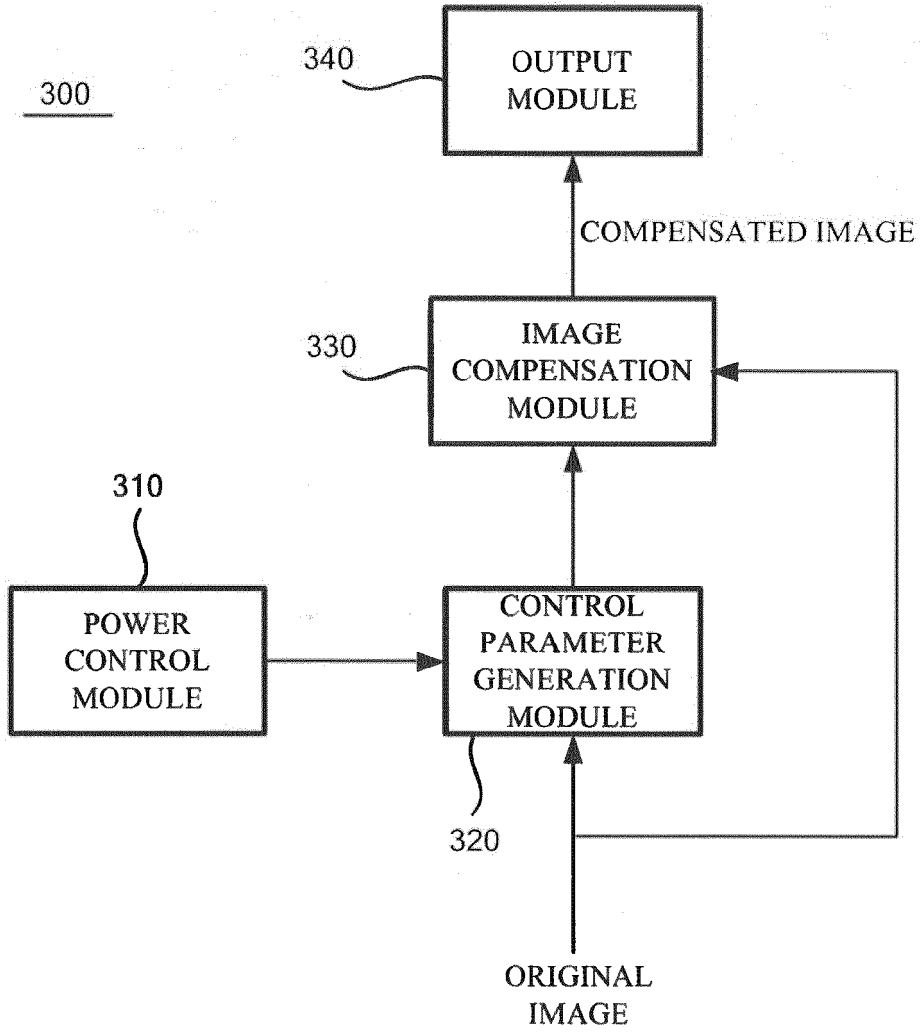 300
340
OUTPUT
MODULE
COMPENSATED IMAGE
330
IMAGE
COMPENSATION
MODULE
310
POWER
CONTROL
MODULE
CONTROL
PARAMETER
GENERATION
MODULE
320
ORIGINAL
IMAGE